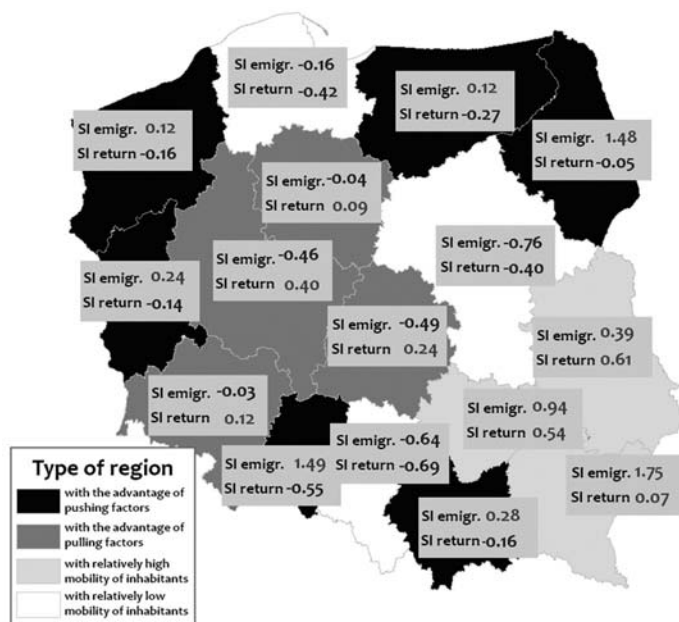 SI emigr. -0.16
SI return -0.42
SI emigr. 0.12
SI return -0.27
SI emigr. 0.12
SI return -0.16
SI emigr. 1.48
SI return -0.05
SI emigr. -0.04
SI return 0.09
SI emigr. -0.46
SI return 0.40
SI emigr. -0.76
SI return -0.40
SI emigr. 0.24
SI return -0.14
SI emigr. -0.49
SI return 0.24
SI emigr. 0.39
SI return 0.61
SI emigr. -0.03
SI return 0.12
SI emigr. 0.94
SI return 0.54
SI emigr. -0.64
SI return -0.69
SI emigr. 1.49
SI return -0.55
SI emigr. 1.75
SI return 0.07
SI emigr. 0.28
SI return -0.16
Type of region
with the advantage of
pushing factors
with the advantage of
pulling factors
with relatively high
mobility of inhabitants
with relatively low
mobility of inhabitants